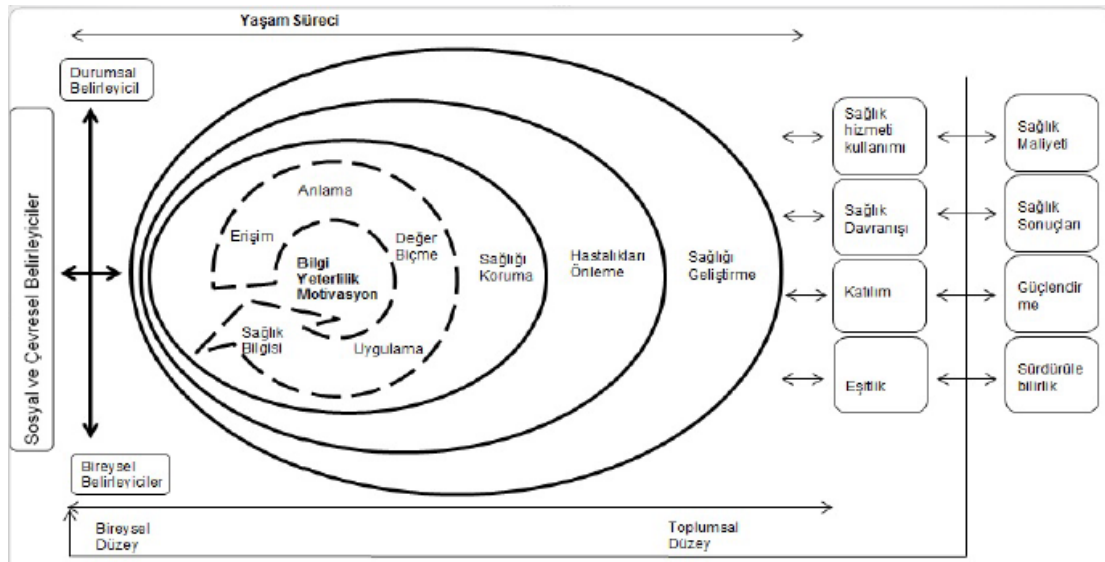 Yaşam Süreci
Durumsal
Belirleyicil
Sosyal ve Çevresel Belirleyiciler
Bireysel
Belirleviciler
Anlama
Erişim
Değer
Biçme
Bilgi
Yeterlilik
Motivasyon
Sağlık
Bilgisi
Uygulama
Sağlığı
Koruma
Hastalıkları
Önleme
Sağlığı
Geliştirme
Sağlık
hizmeti
kullanımı
Sağlık
Maliyeti
Sağlık
Davranışı
Sağlık
Sonuçları
Katılım
Güçlendir
me
Eşitlik
Sürdürüle
bilirlik
Bireysel
Düzey
Toplumsal
Düzey